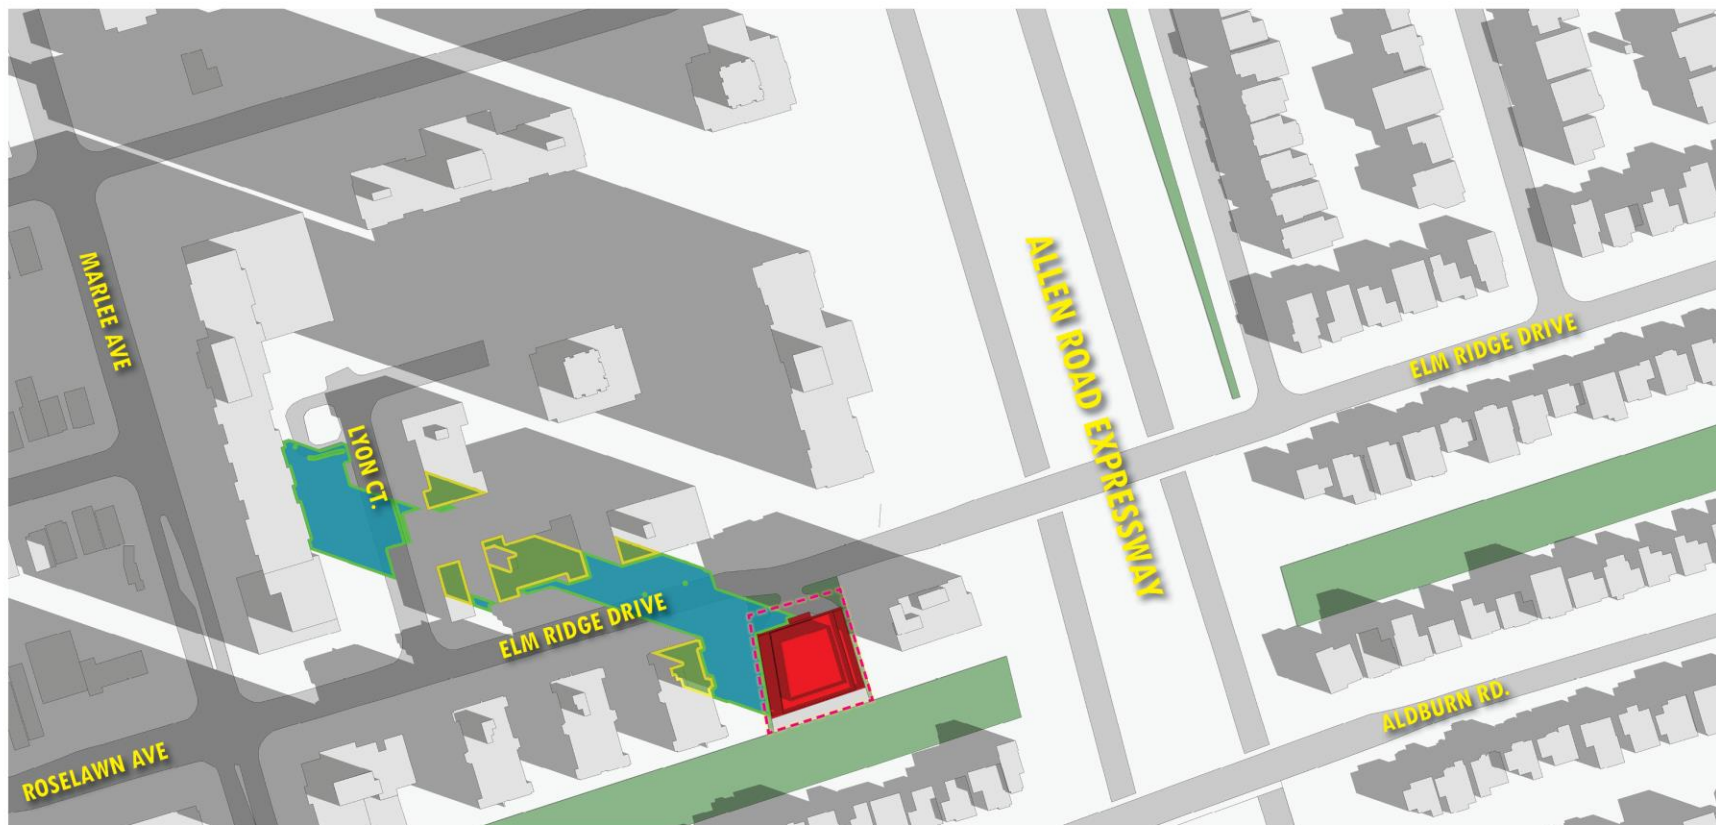 MARLEE AVE
ALLEN ROAD EXPRESSWAY
ELM RIDGE DRIVE
LYON CT.
ELM RIDGE DRIVE
ALDBURN RD.
ROSELAWN AVE